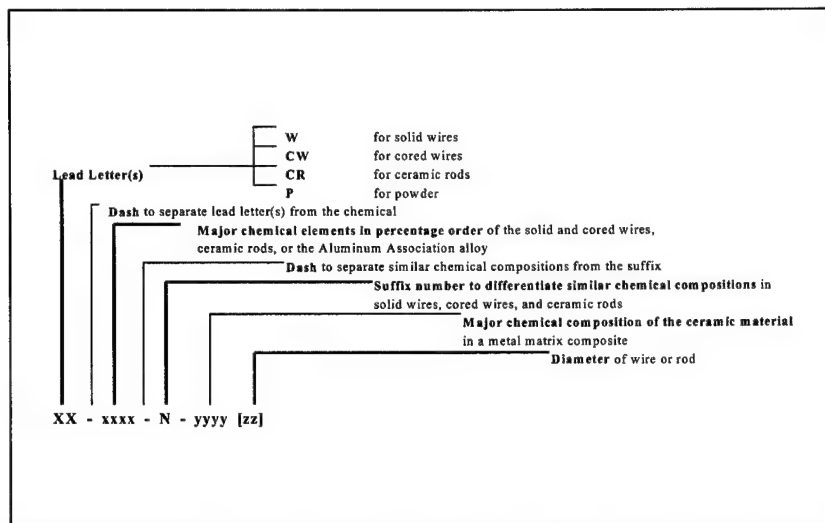 W for solid wires
CW for cored wires
Lead Letter(s)
CR for ceramic rods
P for powder
Dash to separate lead letter(s) from the chemical
Major chemical elements in percentage order of the solid and cored wires,
ceramic rods, or the Aluminum Association alloy
Dash to separate similar chemical compositions from the suffix
Suffix number to differentiate similar chemical compositions in
solid wires, cored wires, and ceramic rods
Major chemical composition of the ceramic material
in a metal matrix composite
Diameter of wire or rod
XX - xxxx - N - yyyy [zz]